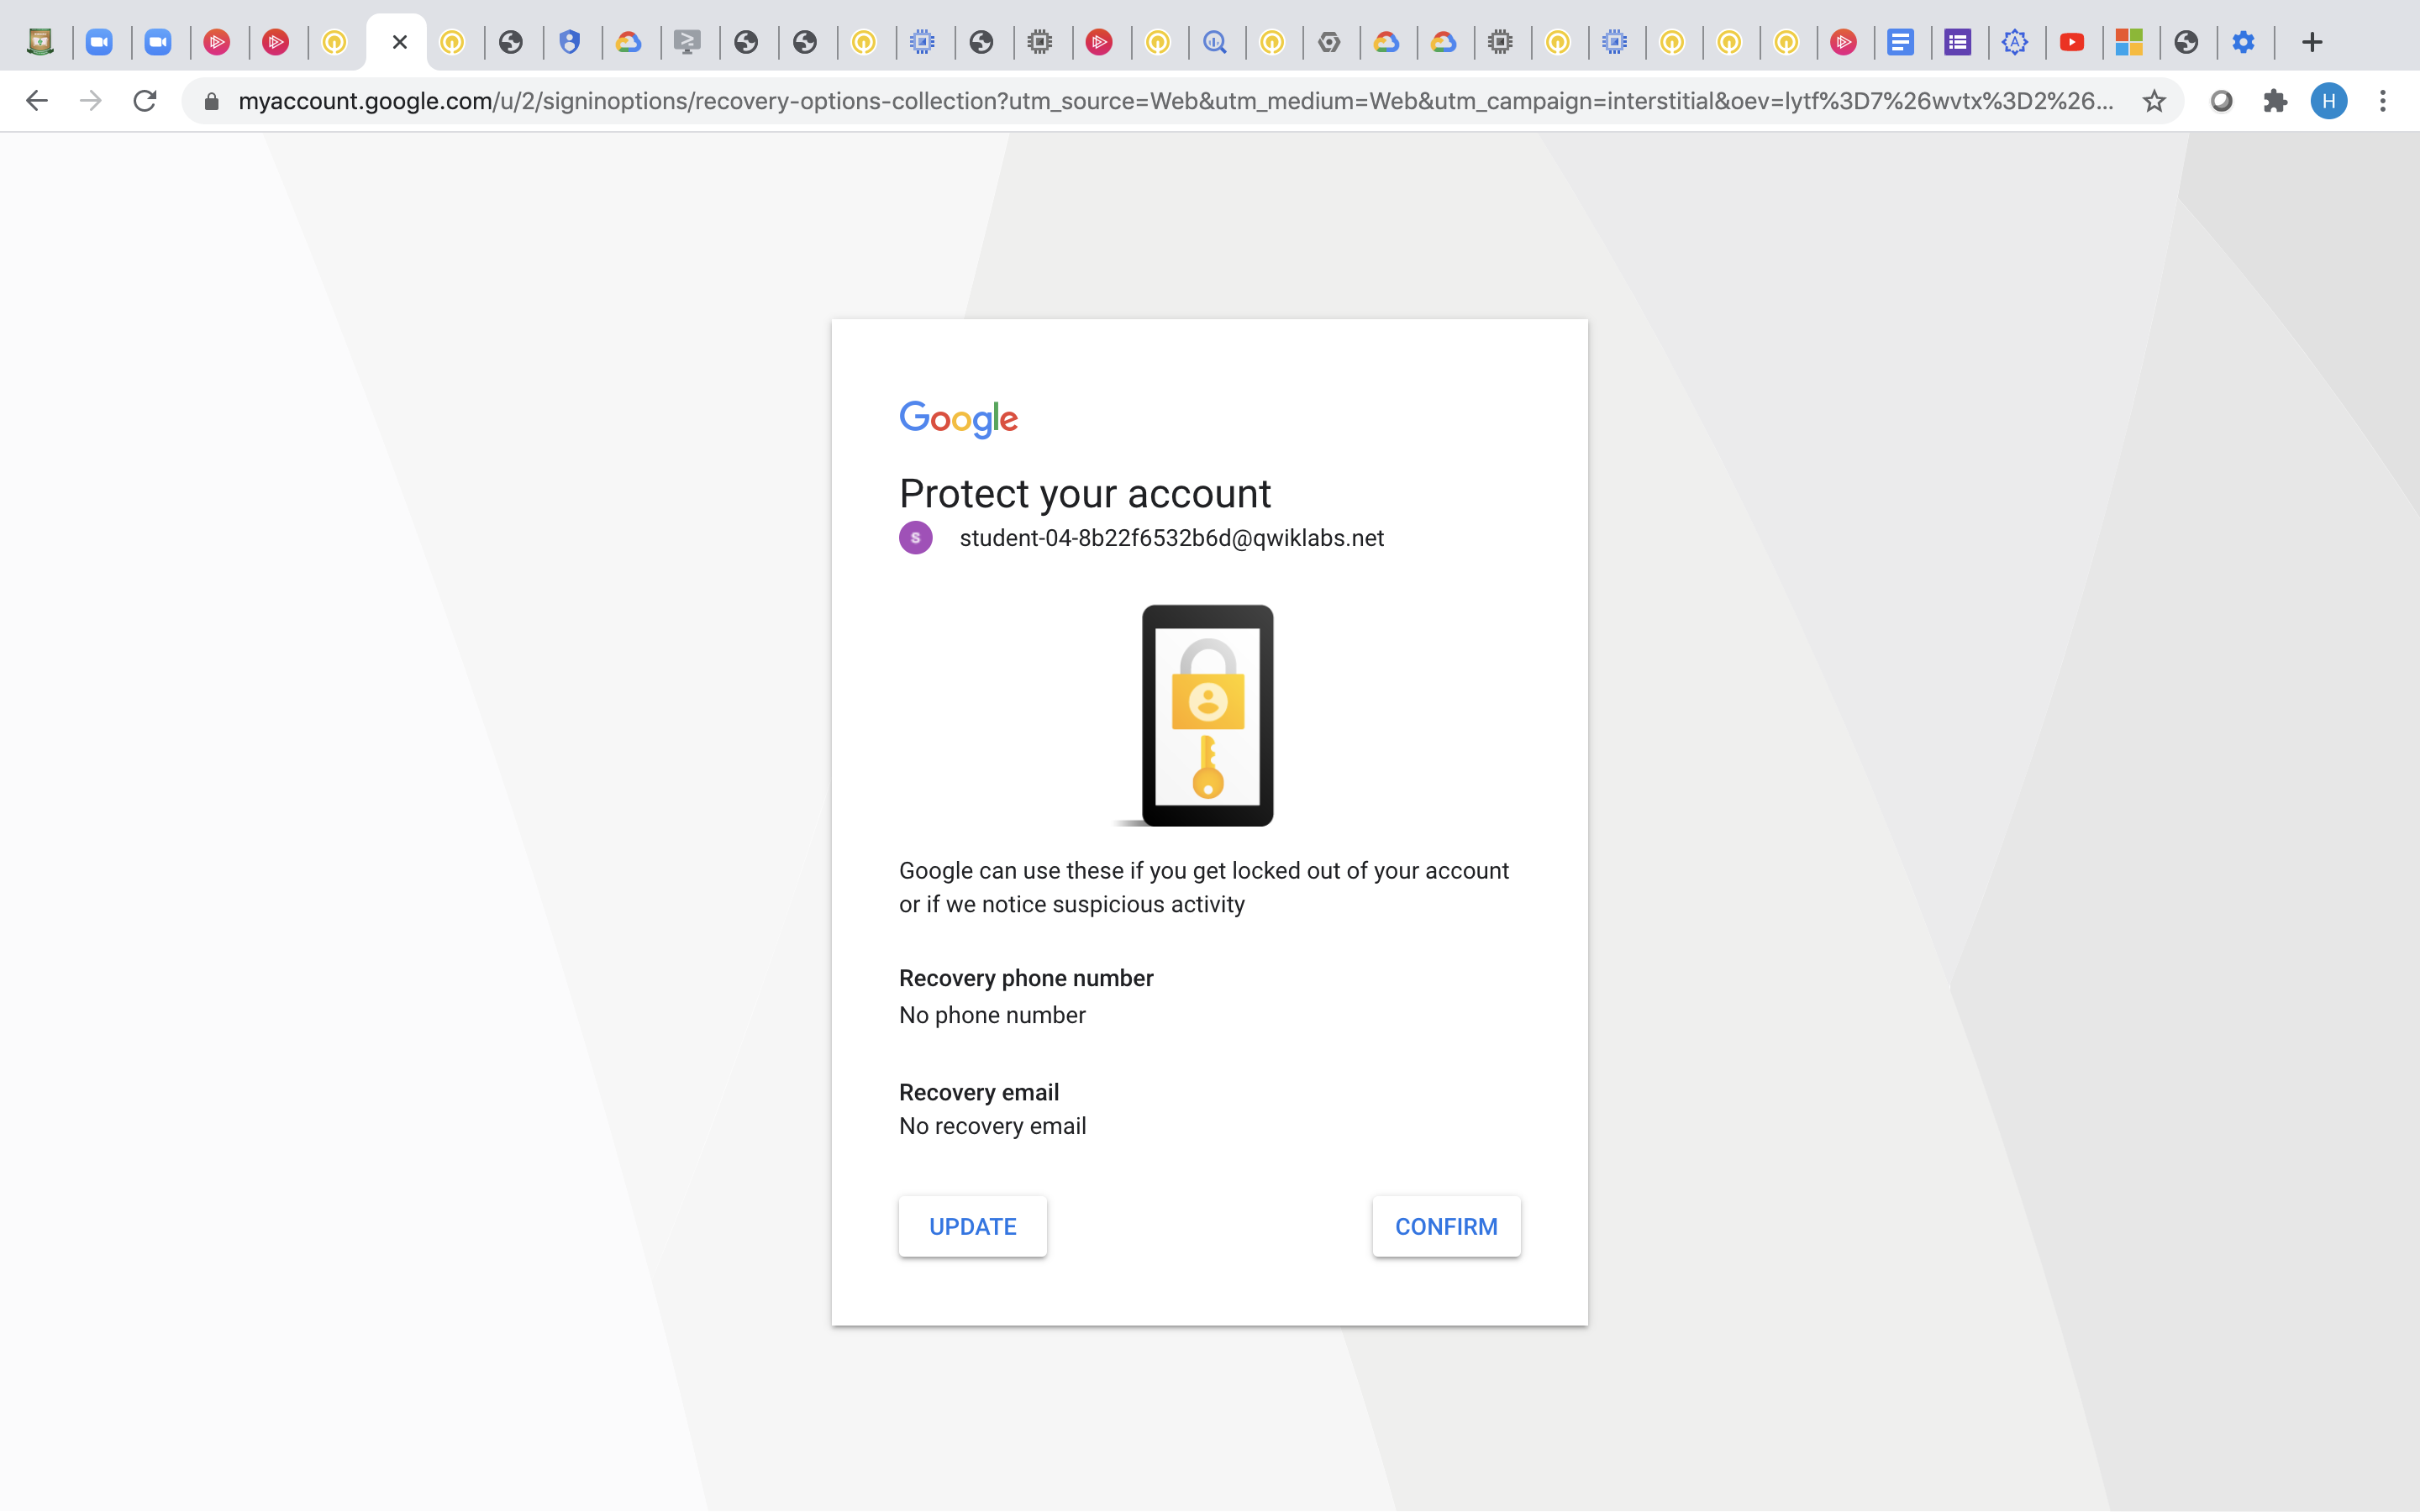 myaccount.google.com/u/2/signinoptions/recovery-options-collection?utm_source=Web&utm_medium=Web&utm_campaign=interstitial&oev=lytf%3D7%26wvtx%3D2%26...
H
Google
Protect your account
S student-04-8b22f6532b6d@qwiklabs.net
Google can use these if you get locked out of your account
or if we notice suspicious activity
Recovery phone number
No phone number
Recovery email
No recovery email
UPDATE CONFIRM